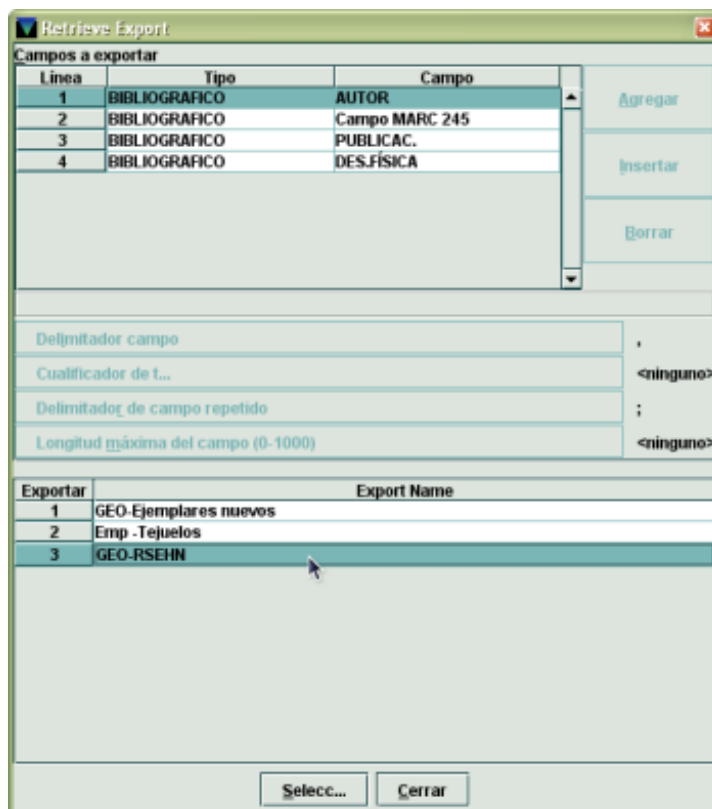 Retrieve Export
Campos a exportar
Línea Tipo Campo
1 BIBLIOGRAFICO AUTOR
2 BIBLIOGRAFICO Campo MARC 245
3 BIBLIOGRAFICO PUBLICAC.
4 BIBLIOGRAFICO DES.FÍSICA
Agregar
Insertar
Borrar
Delimitador campo ,
Cualificador de t... <ninguno>
Delimitador de campo repetido ;
Longitud máxima del campo (0-1000) <ninguno>
Exportar Export Name
1 GEO-Ejemplares nuevos
2 Emp -Tejuelos
3 GEO-RSEHN
Selecc... Cerrar